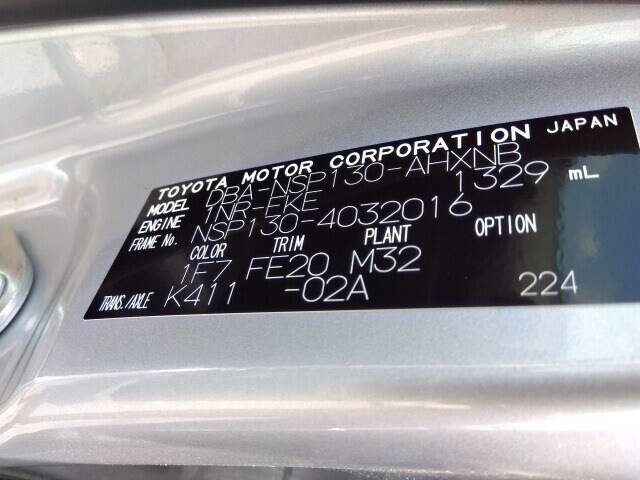 TOYOTA MOTOR CORPORATION JAPAN
MODEL DBA-NSP130-AHXNB
ENGINE 1NR-FKE 1329 mL
FRAME No. NSP130-4032016
COLOR TRIM PLANT OPTION
1F7 FE20 M32
TRANS./AXLE K411 -02A 224